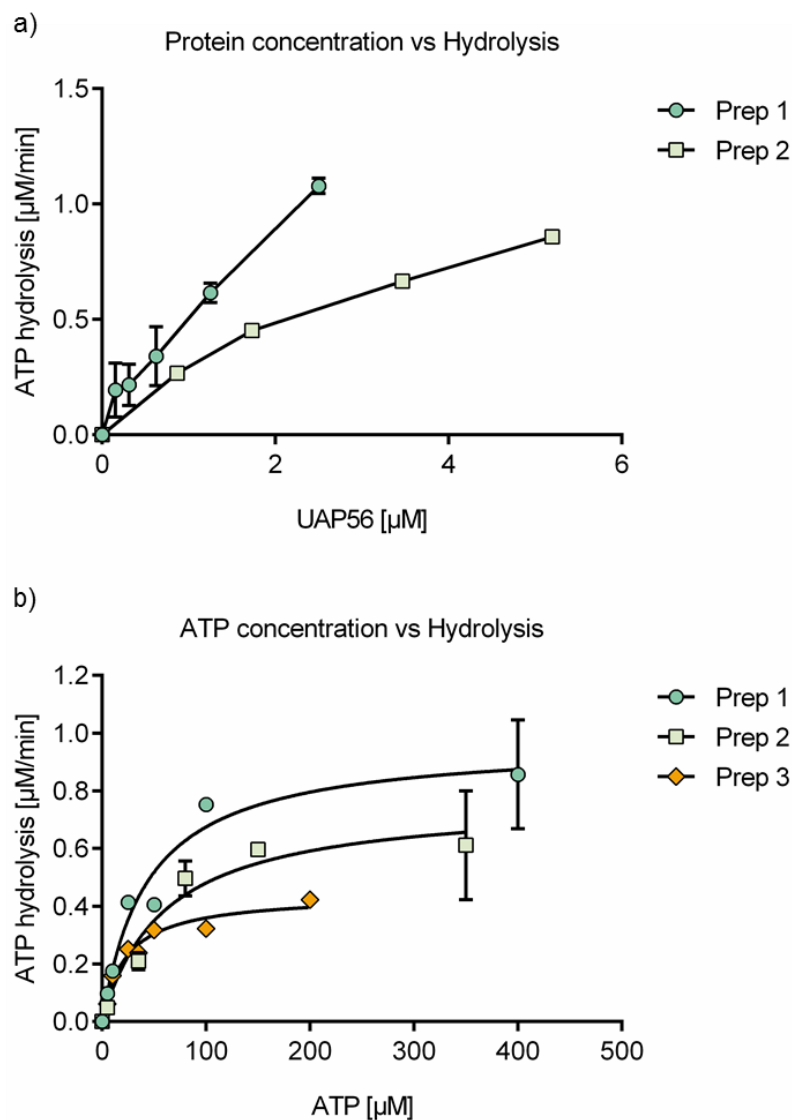 a)
Protein concentration vs Hydrolysis
1.5
1.0
0.5
0.0
ATP hydrolysis [µM/min]
0 2 4 6
UAP56 [µM]
Prep 1
Prep 2
b)
ATP concentration vs Hydrolysis
1.2
1.0
0.8
0.6
0.4
0.2
0.0
ATP hydrolysis [µM/min]
0 100 200 300 400 500
ATP [µM]
Prep 1
Prep 2
Prep 3